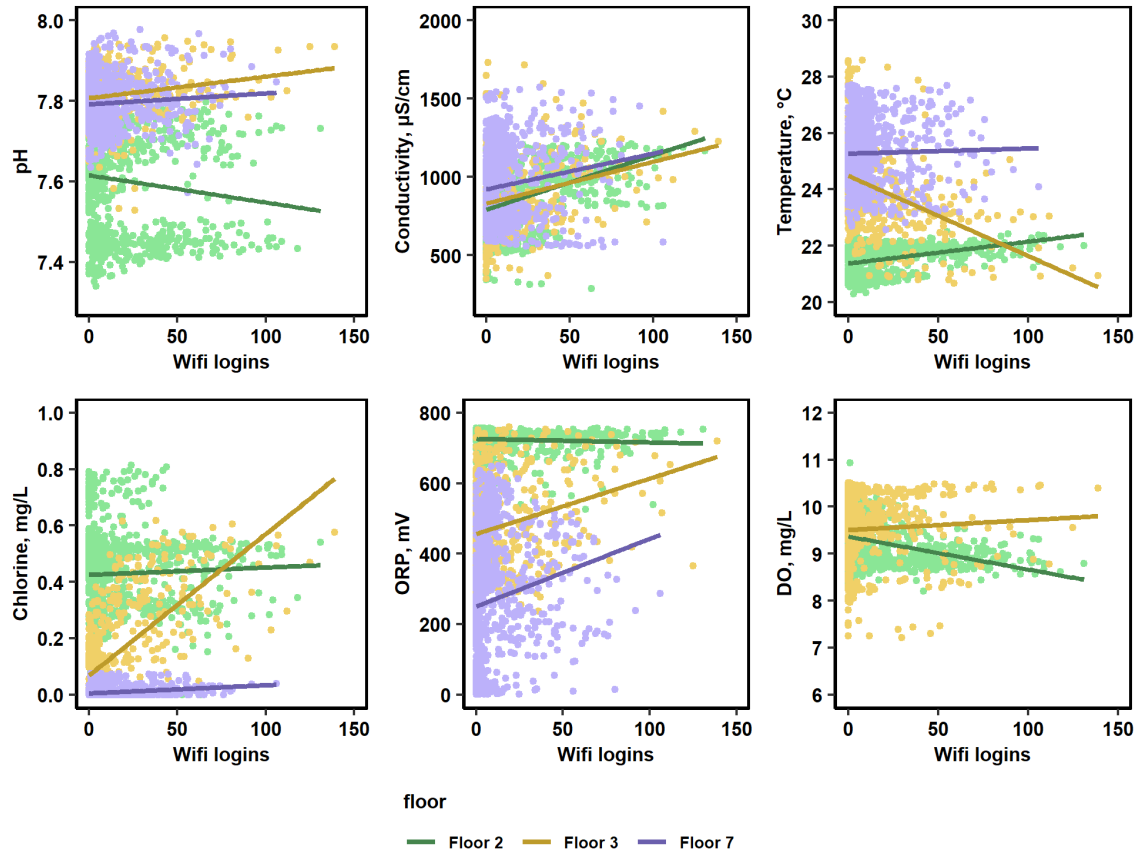 pH
8.0
7.8
7.6
7.4
0 50 100 150
Wifi logins
Conductivity, µS/cm
2000
1500
1000
500
0 50 100 150
Wifi logins
Temperature, °C
30
28
26
24
22
20
0 50 100 150
Wifi logins
Chlorine, mg/L
1.0
0.8
0.6
0.4
0.2
0.0
0 50 100 150
Wifi logins
ORP, mV
800
600
400
200
0
0 50 100 150
Wifi logins
DO, mg/L
12
11
10
9
8
7
6
0 50 100 150
Wifi logins
floor
Floor 2 Floor 3 Floor 7